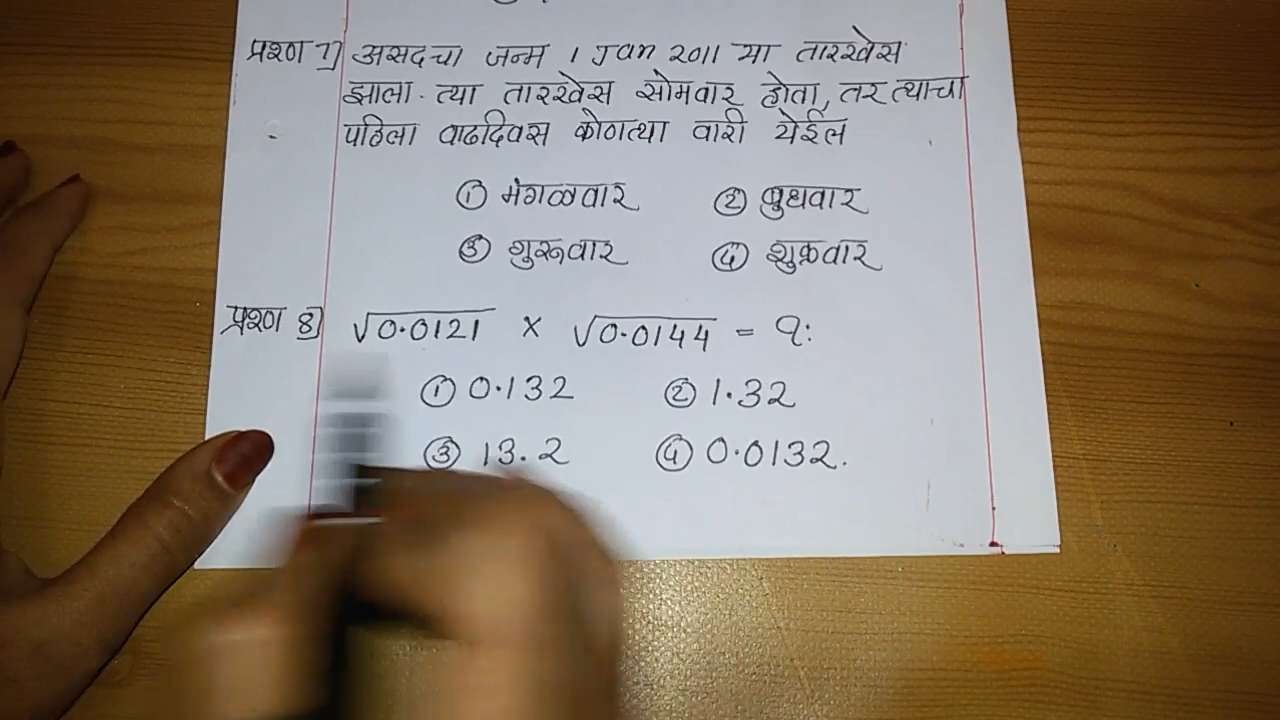 प्रश्ण 7) असदचा जन्म 1 Jan 2011 या तारखेस
झाला. त्या तारखेस सोमवार होता, तर त्याचा
पहिला वाढदिवस कोणत्या वारी येईल
① मंगळवार ② बुधवार
③ गुरूवार ④ शुक्रवार
प्रश्ण 8) √0.0121 × √0.0144 = ?
① 0.132 ② 1.32
③ 13.2 ④ 0.0132.